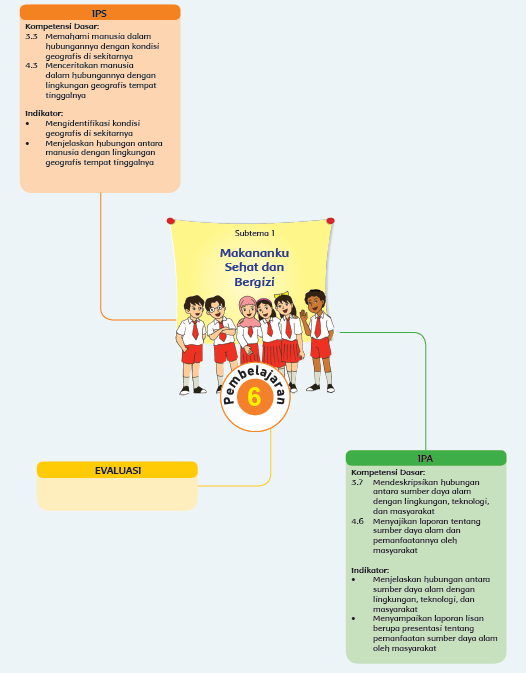 IPS
Kompetensi Dasar:
3.3 Memahami manusia dalam
hubungannya dengan kondisi
geografis di sekitarnya
4.3 Menceritakan manusia
dalam hubungannya dengan
lingkungan geografis tempat
tinggalnya
Indikator:
• Mengidentifikasi kondisi
geografis di sekitarnya
• Menjelaskan hubungan antara
manusia dengan lingkungan
geografis tempat tinggalnya
Subtema 1
Makananku
Sehat dan
Bergizi
Pembelajaran
6
EVALUASI
IPA
Kompetensi Dasar:
3.7 Mendeskripsikan hubungan
antara sumber daya alam
dengan lingkungan, teknologi,
dan masyarakat
4.6 Menyajikan laporan tentang
sumber daya alam dan
pemanfaatannya oleh
masyarakat
Indikator:
• Menjelaskan hubungan antara
sumber daya alam dengan
lingkungan, teknologi, dan
masyarakat
• Menyampaikan laporan lisan
berupa presentasi tentang
pemanfaatan sumber daya alam
oleh masyarakat